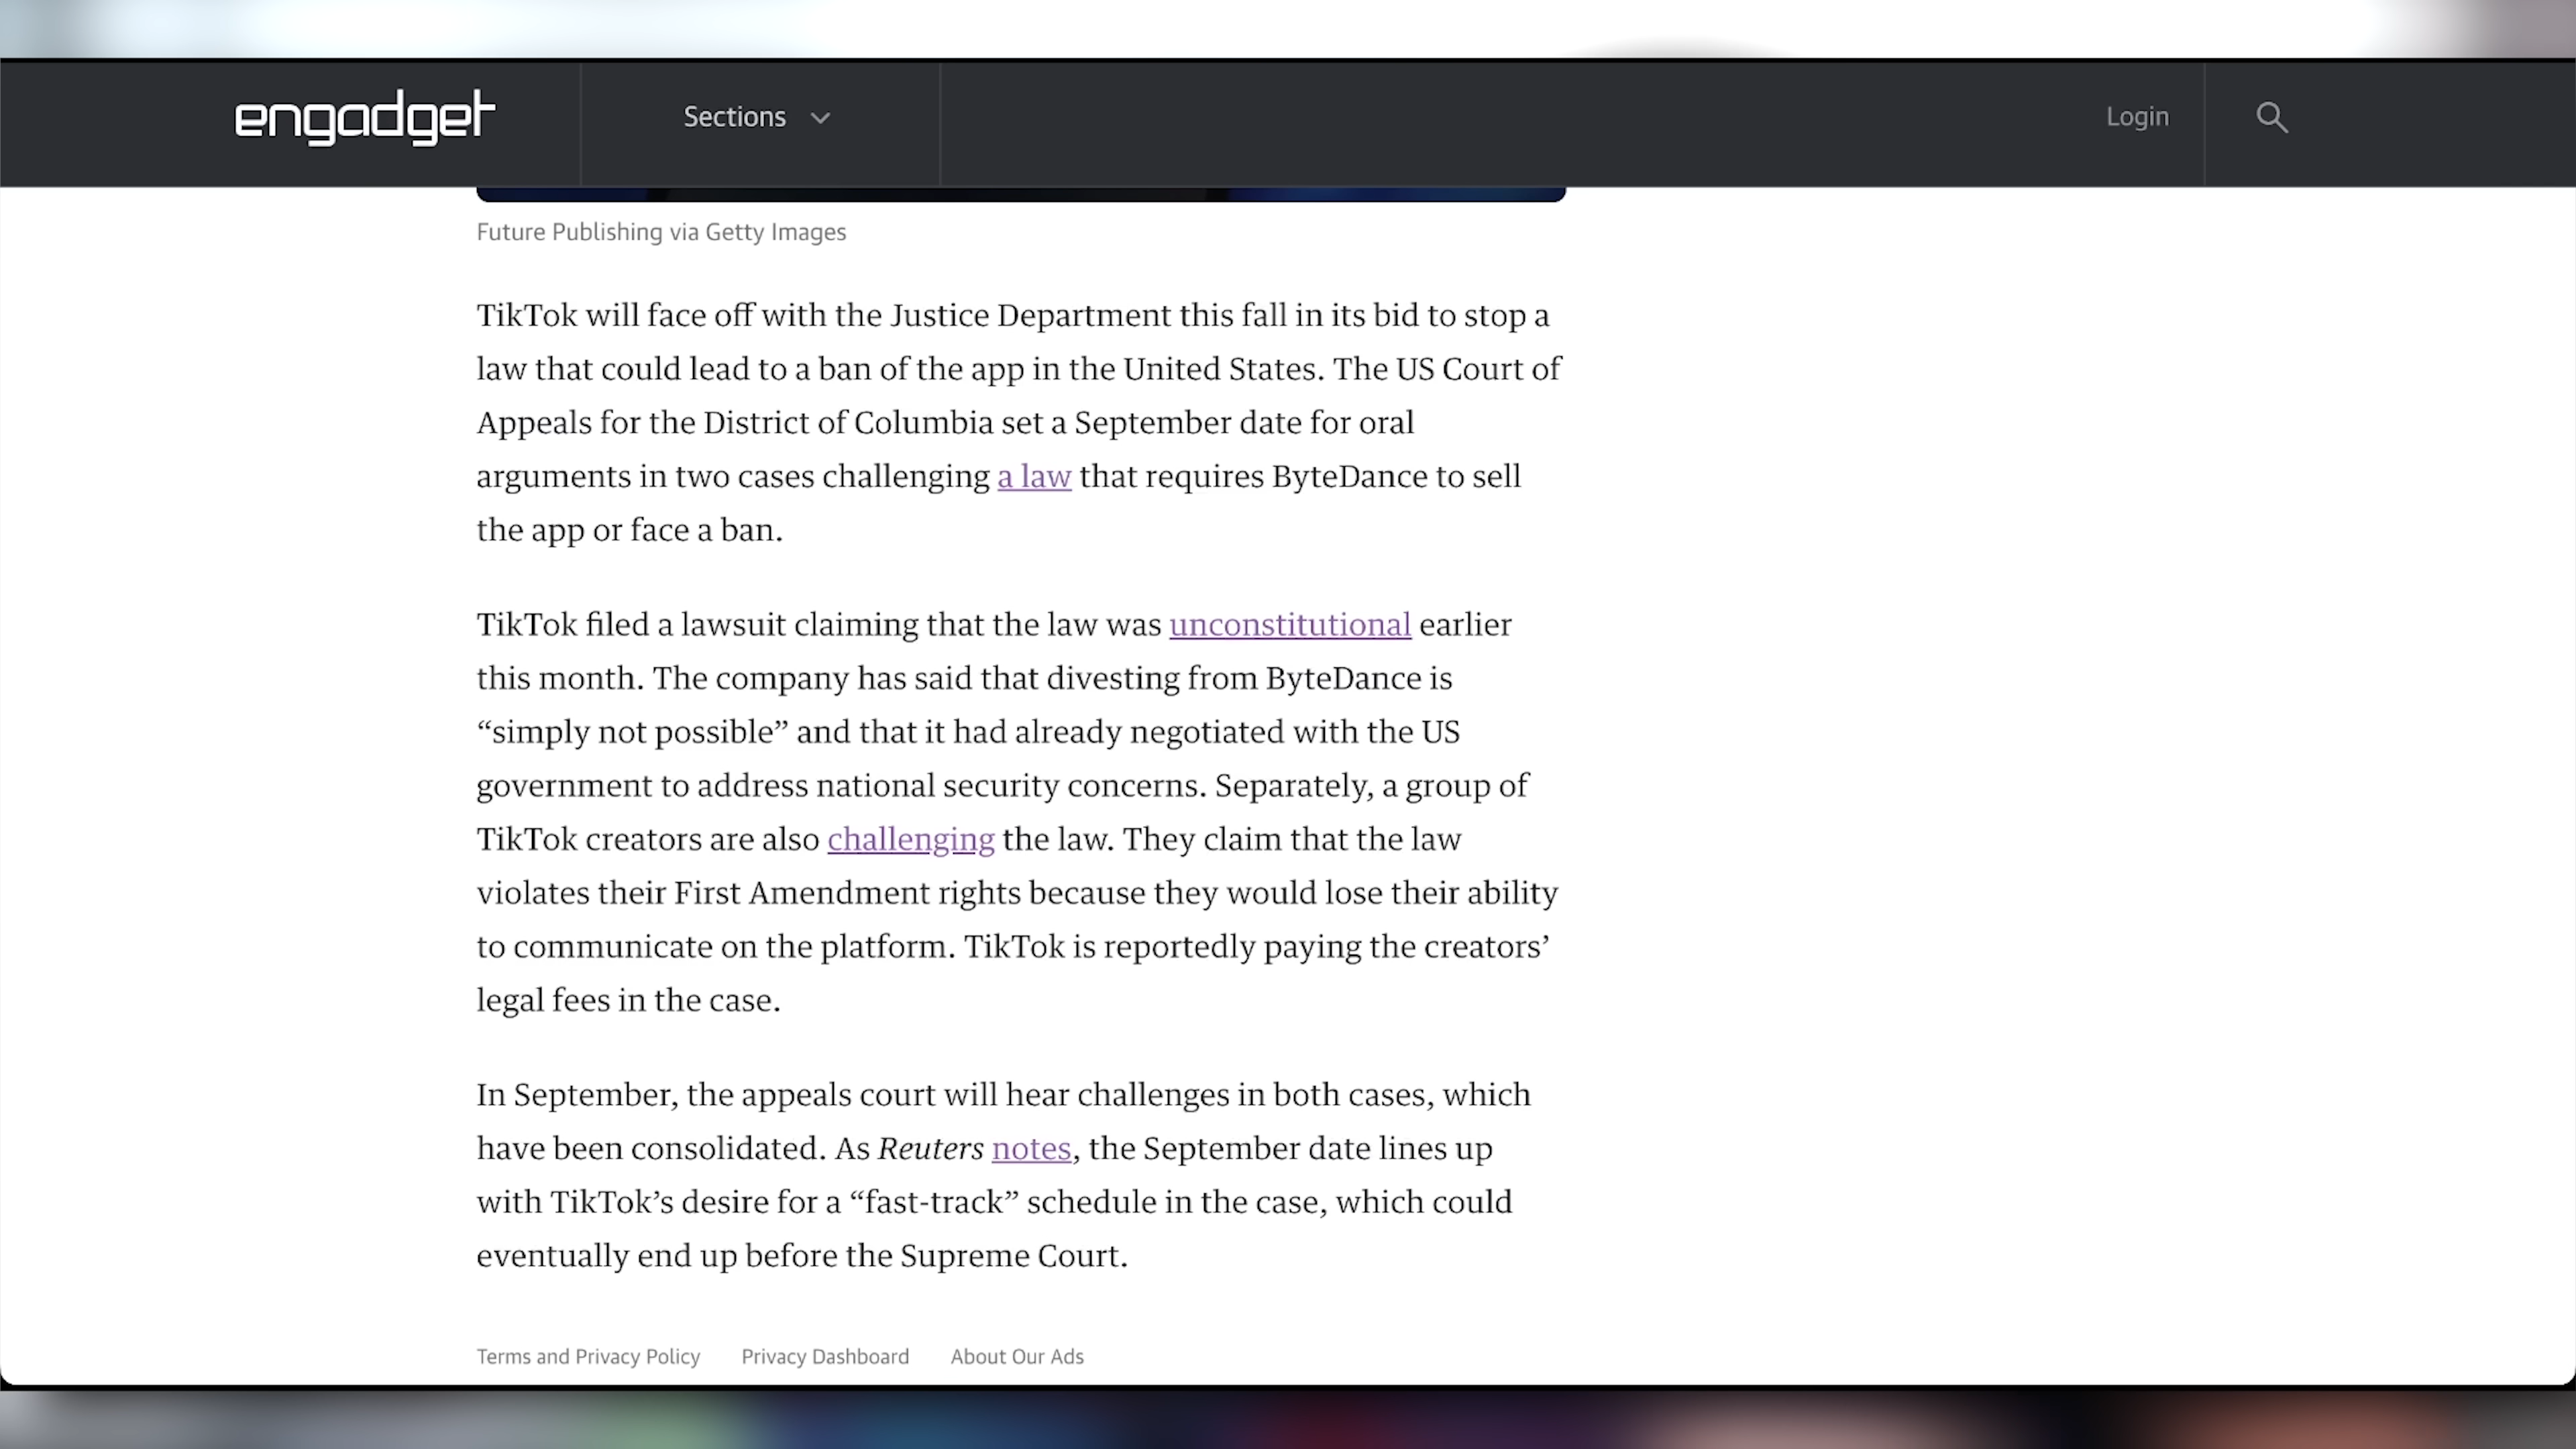 engadget
Sections
Login
Future Publishing via Getty Images
TikTok will face off with the Justice Department this fall in its bid to stop a
law that could lead to a ban of the app in the United States. The US Court of
Appeals for the District of Columbia set a September date for oral
arguments in two cases challenging a law that requires ByteDance to sell
the app or face a ban.
TikTok filed a lawsuit claiming that the law was unconstitutional earlier
this month. The company has said that divesting from ByteDance is
“simply not possible” and that it had already negotiated with the US
government to address national security concerns. Separately, a group of
TikTok creators are also challenging the law. They claim that the law
violates their First Amendment rights because they would lose their ability
to communicate on the platform. TikTok is reportedly paying the creators’
legal fees in the case.
In September, the appeals court will hear challenges in both cases, which
have been consolidated. As Reuters notes, the September date lines up
with TikTok’s desire for a “fast-track” schedule in the case, which could
eventually end up before the Supreme Court.
Terms and Privacy Policy
Privacy Dashboard
About Our Ads